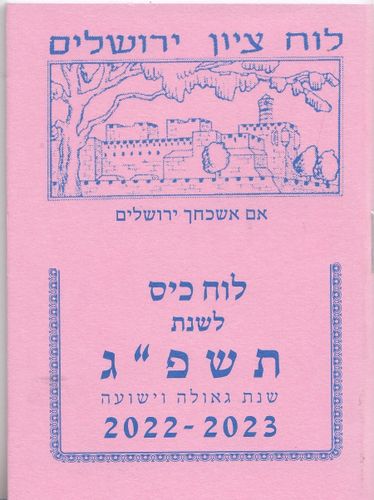 לוח ציון ירושלים
אם אשכחך ירושלים
לוח כיס
לשנת
תשפ"ג
שנת גאולה וישועה
2022-2023